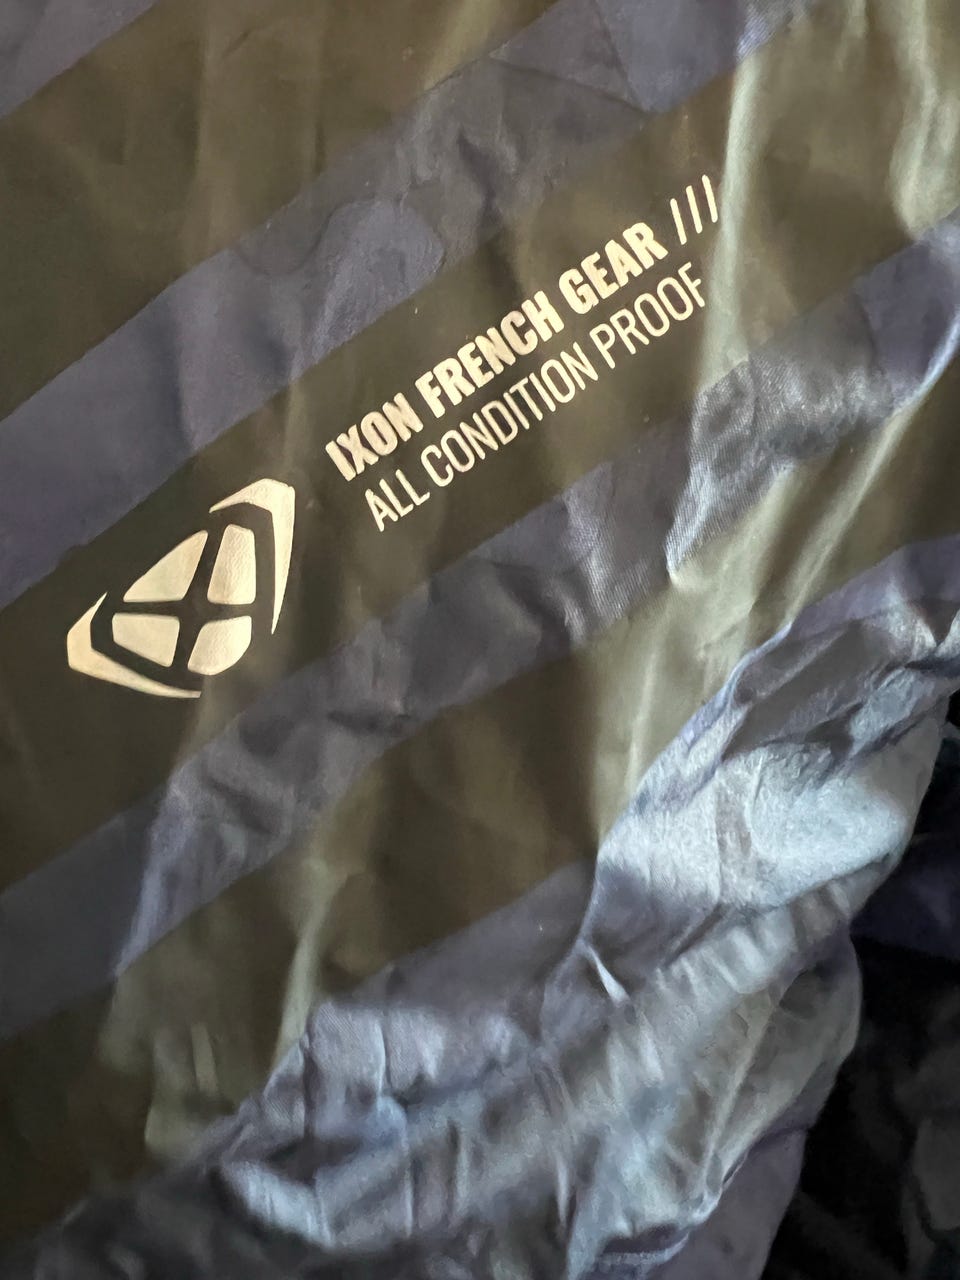 IXON FRENCH GEAR ///
ALL CONDITION PROOF